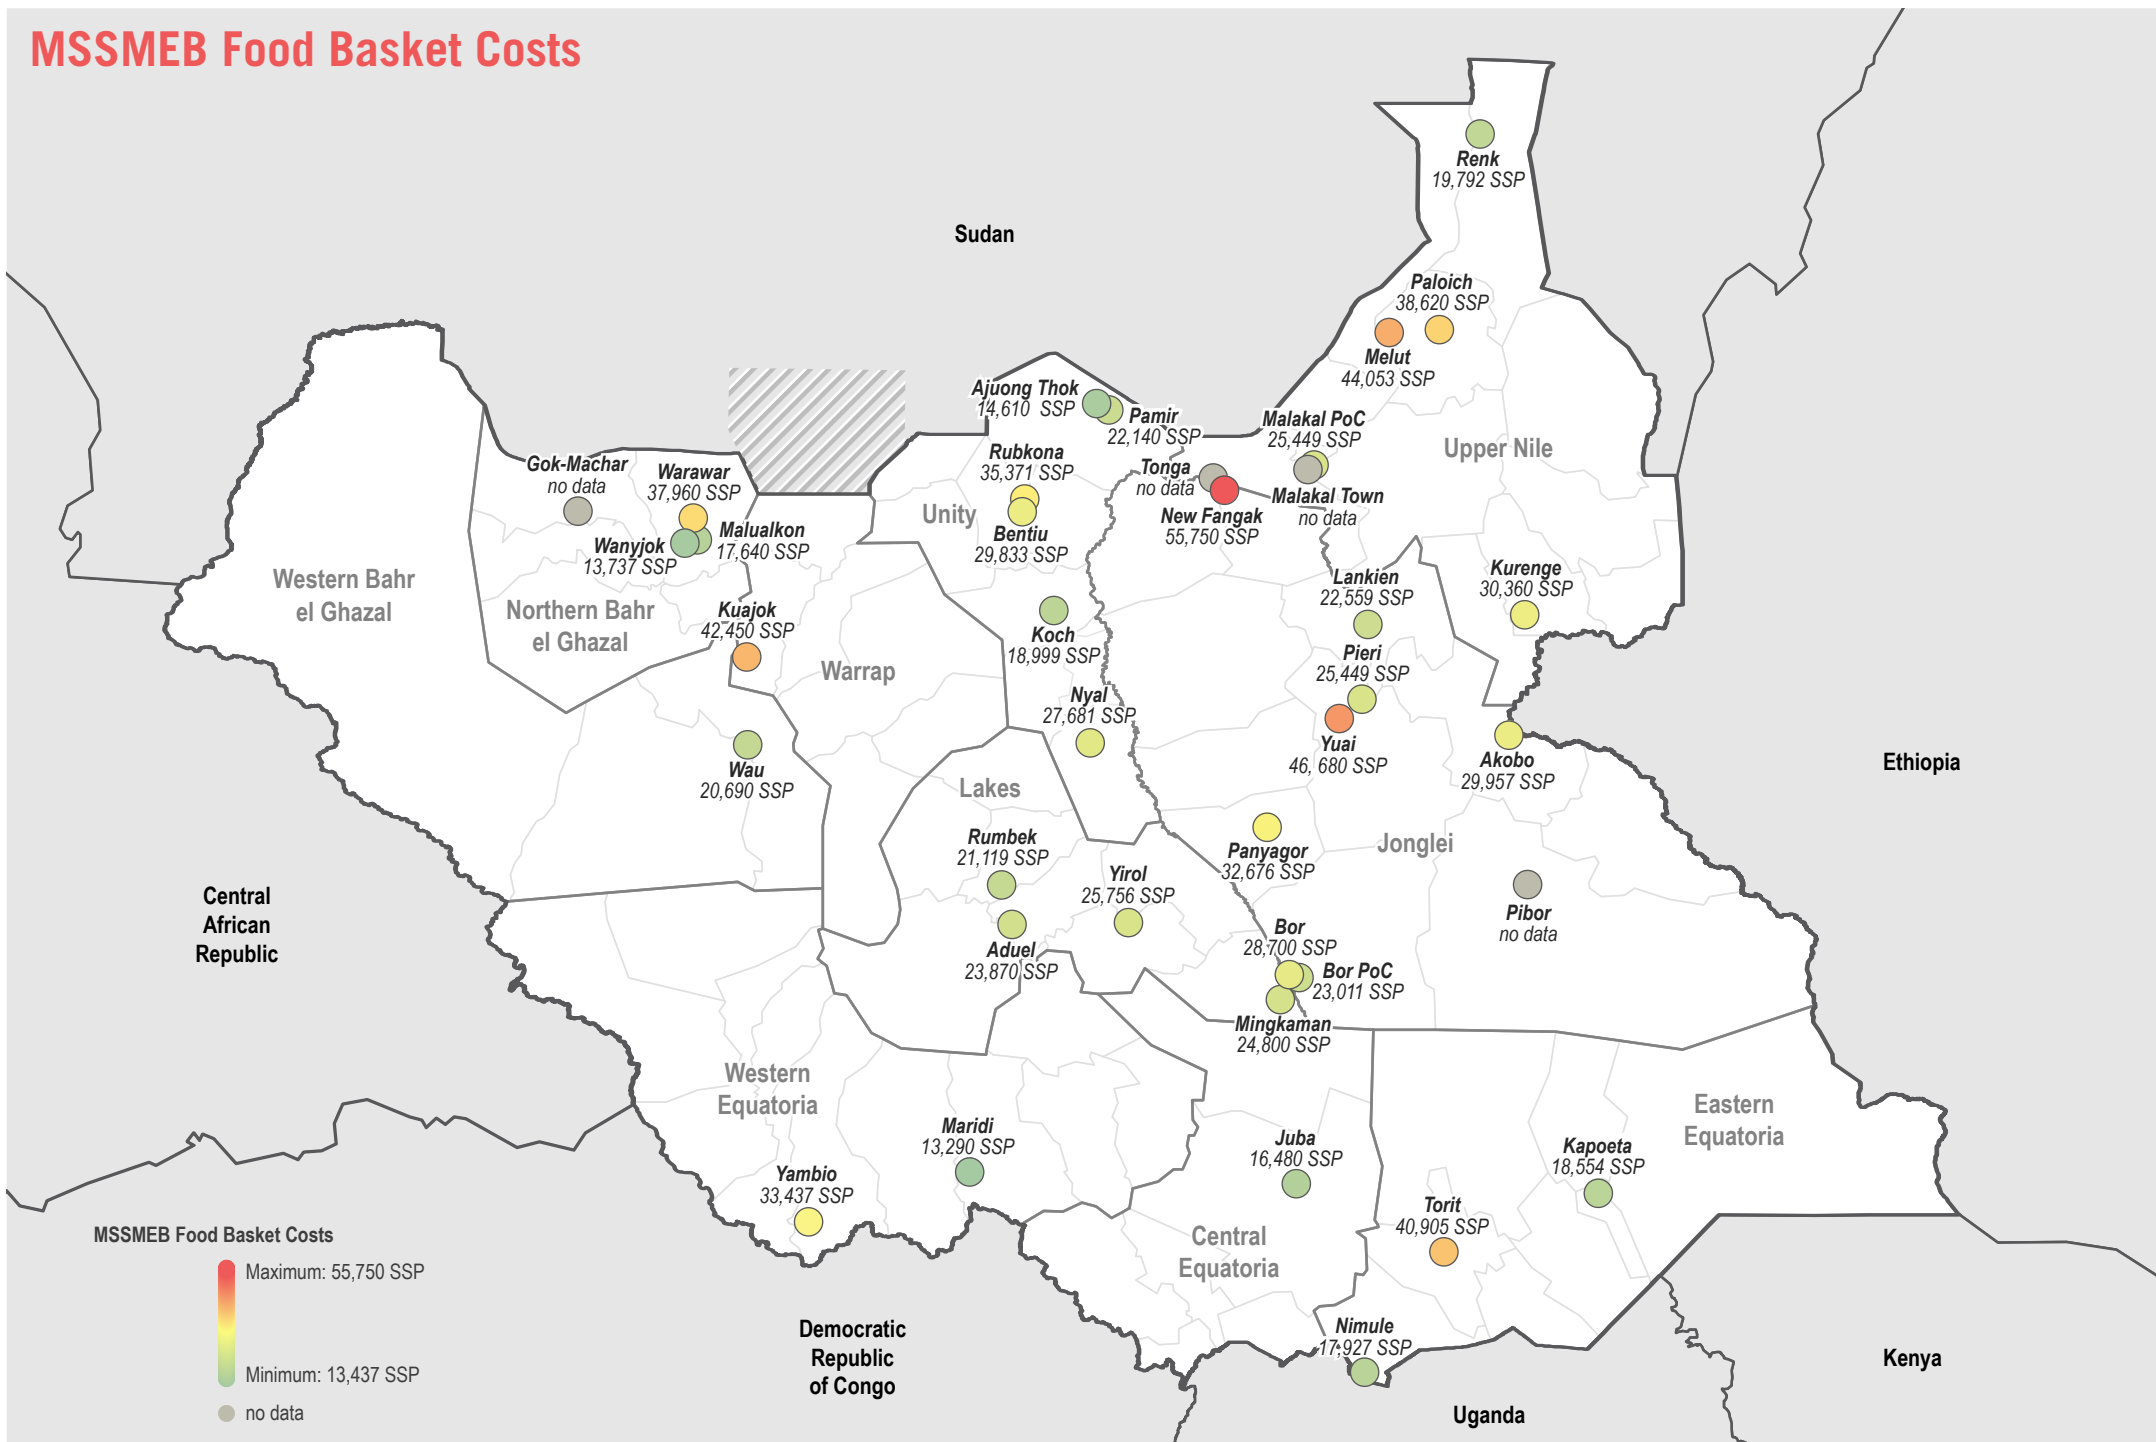 MSSMEB Food Basket Costs
Renk
19,792 SSP
Sudan
Paloich
38,620 SSP
Melut
44,053 SSP
Ajuong Thok
14,610 SSP
Pamir
22,140 SSP
Malakal PoC
25,449 SSP
Upper Nile
Rubkona
35,371 SSP
Tonga
no data
Gok-Machar
no data
Warawar
37,960 SSP
Malakal Town
no data
Unity
New Fangak
55,750 SSP
Bentiu
29,833 SSP
Malualkon
17,640 SSP
Wanyjok
13,737 SSP
Kurenge
30,360 SSP
Lankien
22,559 SSP
Western Bahr
el Ghazal
Northern Bahr
el Ghazal
Kuajok
42,450 SSP
Koch
18,999 SSP
Pieri
25,449 SSP
Warrap
Nyal
27,681 SSP
Yuai
46, 680 SSP
Akobo
29,957 SSP
Ethiopia
Wau
20,690 SSP
Lakes
Rumbek
21,119 SSP
Panyagor
32,676 SSP
Jonglei
Yirol
25,756 SSP
Central
African
Republic
Pibor
no data
Bor
28,700 SSP
Aduel
23,870 SSP
Bor PoC
23,011 SSP
Mingkaman
24,800 SSP
Western
Equatoria
Eastern
Equatoria
Maridi
13,290 SSP
Juba
16,480 SSP
Kapoeta
18,554 SSP
Yambio
33,437 SSP
Torit
40,905 SSP
Central
Equatoria
MSSMEB Food Basket Costs
Maximum: 55,750 SSP
Minimum: 13,437 SSP
no data
Democratic
Republic
of Congo
Nimule
17,927 SSP
Kenya
Uganda